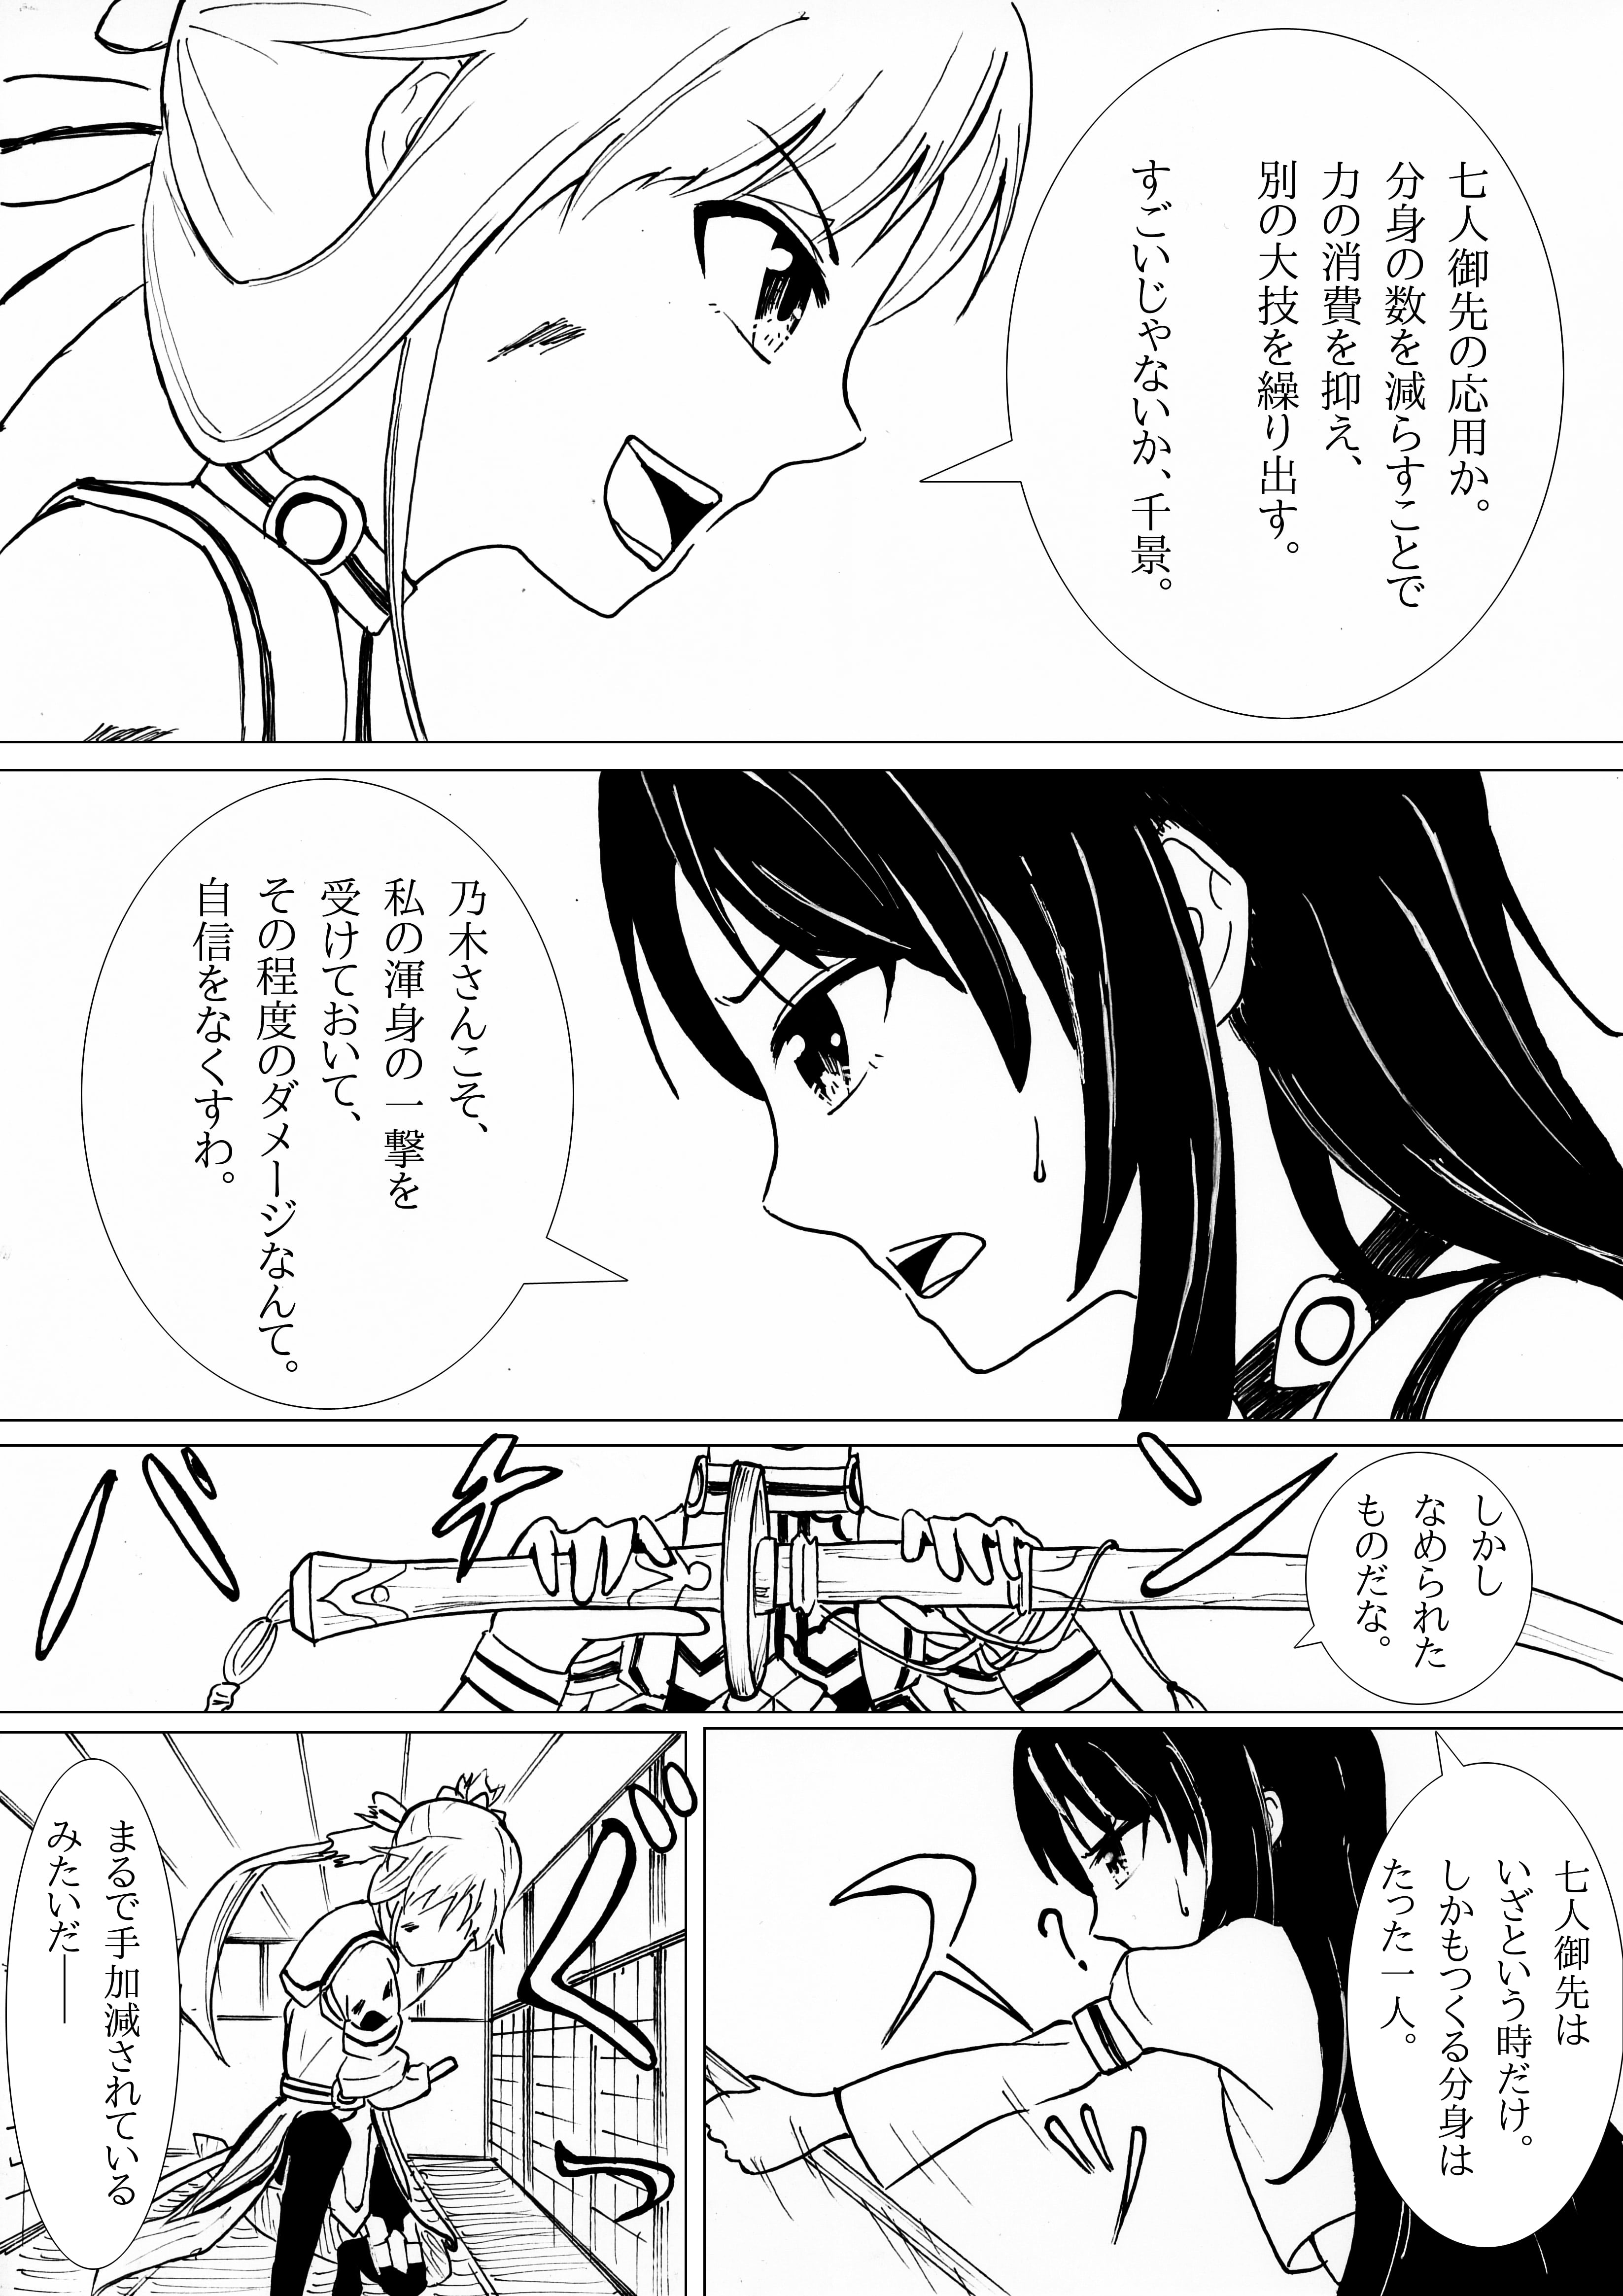 七人御先の応用か。
分身の数を減らすことで
力の消費を抑え、
別の大技を繰り出す。
すごいじゃないか、千景。
乃木さんこそ、
私の渾身の一撃を
受けておいて、
その程度のダメージなんて。
自信をなくすわ。
しかし
なめられた
ものだな。
七人御先は
いざという時だけ。
しかもつくる分身は
たった一人。
？
スッ
ぐっ
まるで手加減されている
みたいだ――